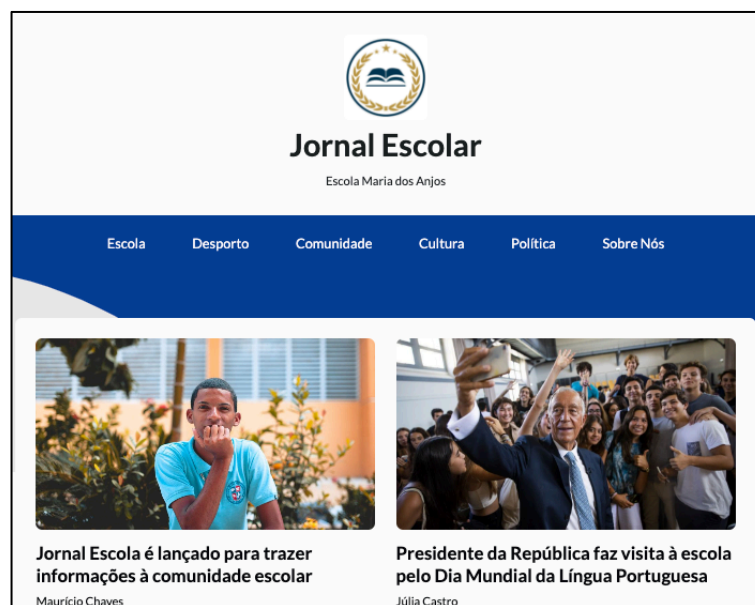 Jornal Escolar
Escola Maria dos Anjos
Escola Desporto Comunidade Cultura Política Sobre Nós
Jornal Escola é lançado para trazer
informações à comunidade escolar
Maurício Chaves
Presidente da República faz visita à escola
pelo Dia Mundial da Língua Portuguesa
Júlia Castro